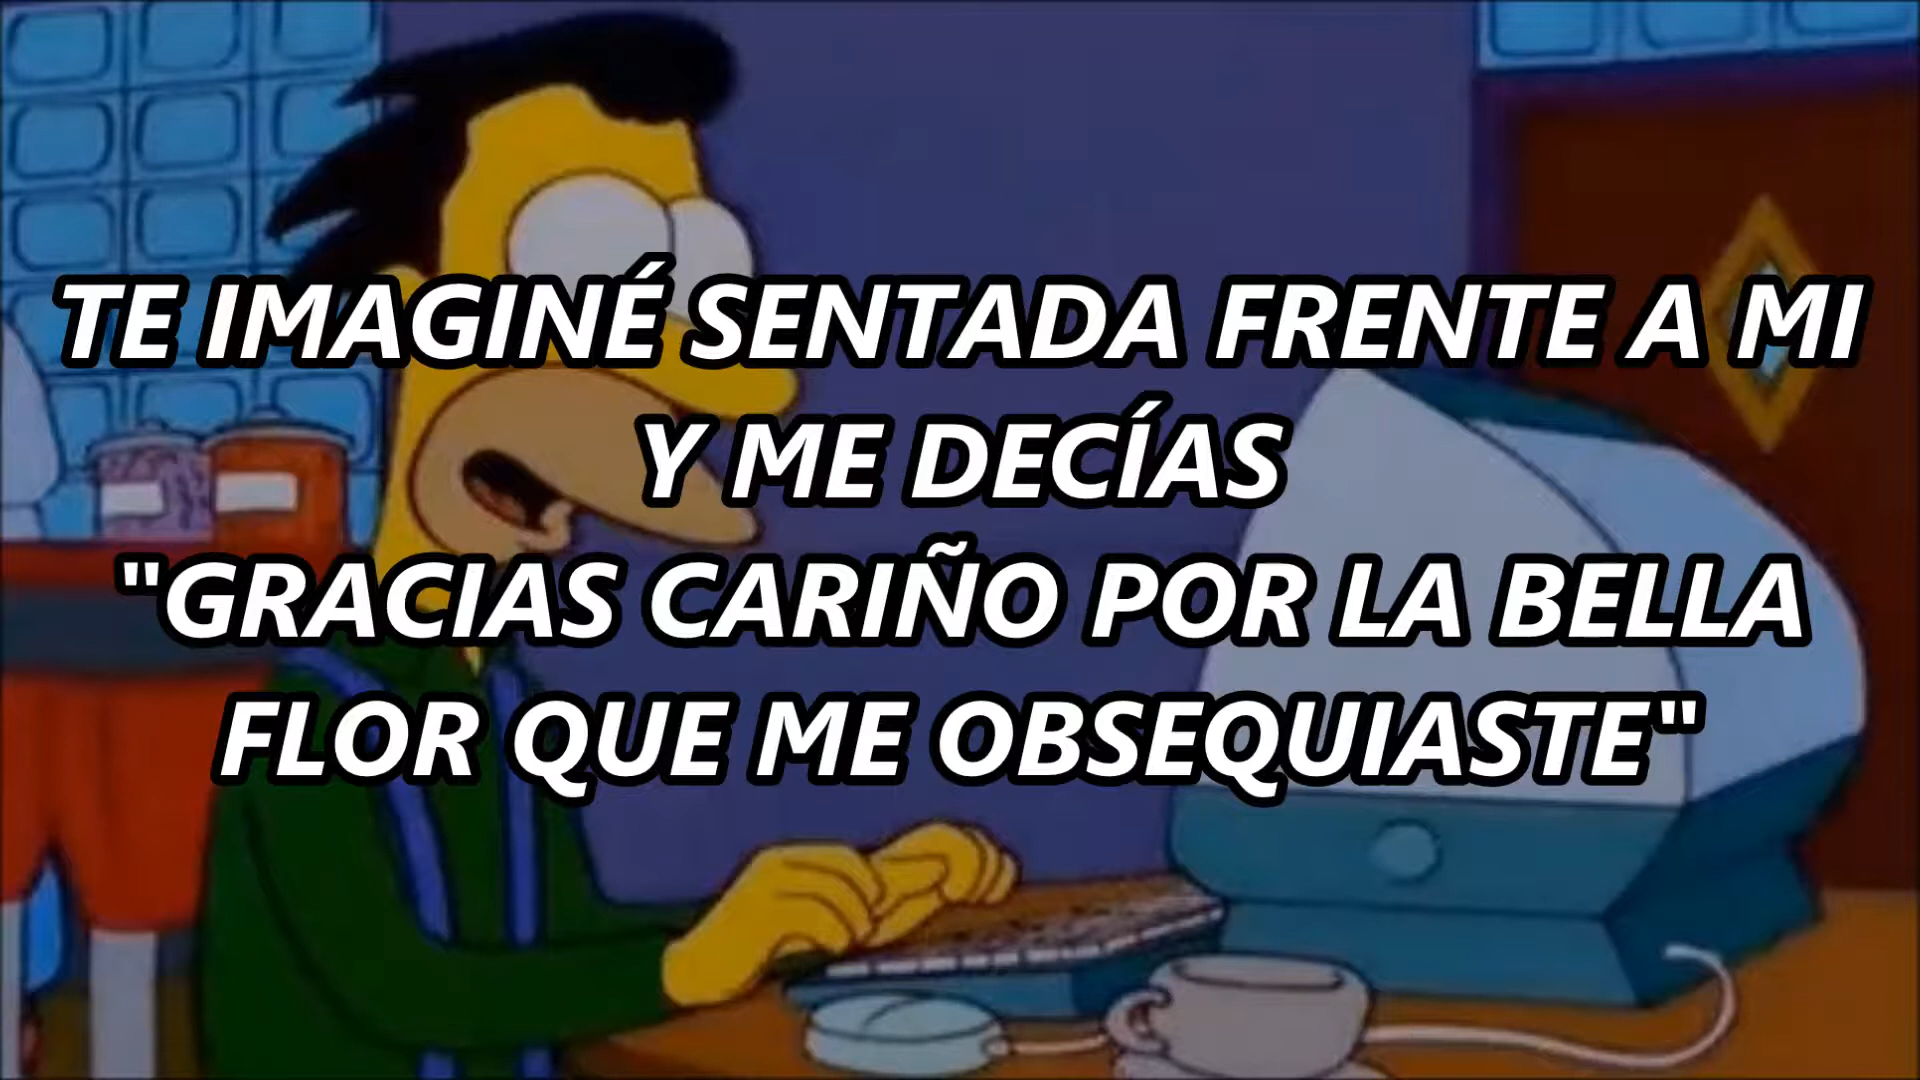 TE IMAGINÉ SENTADA FRENTE A MI
Y ME DECÍAS
"GRACIAS CARIÑO POR LA BELLA
FLOR QUE ME OBSEQUIASTE"